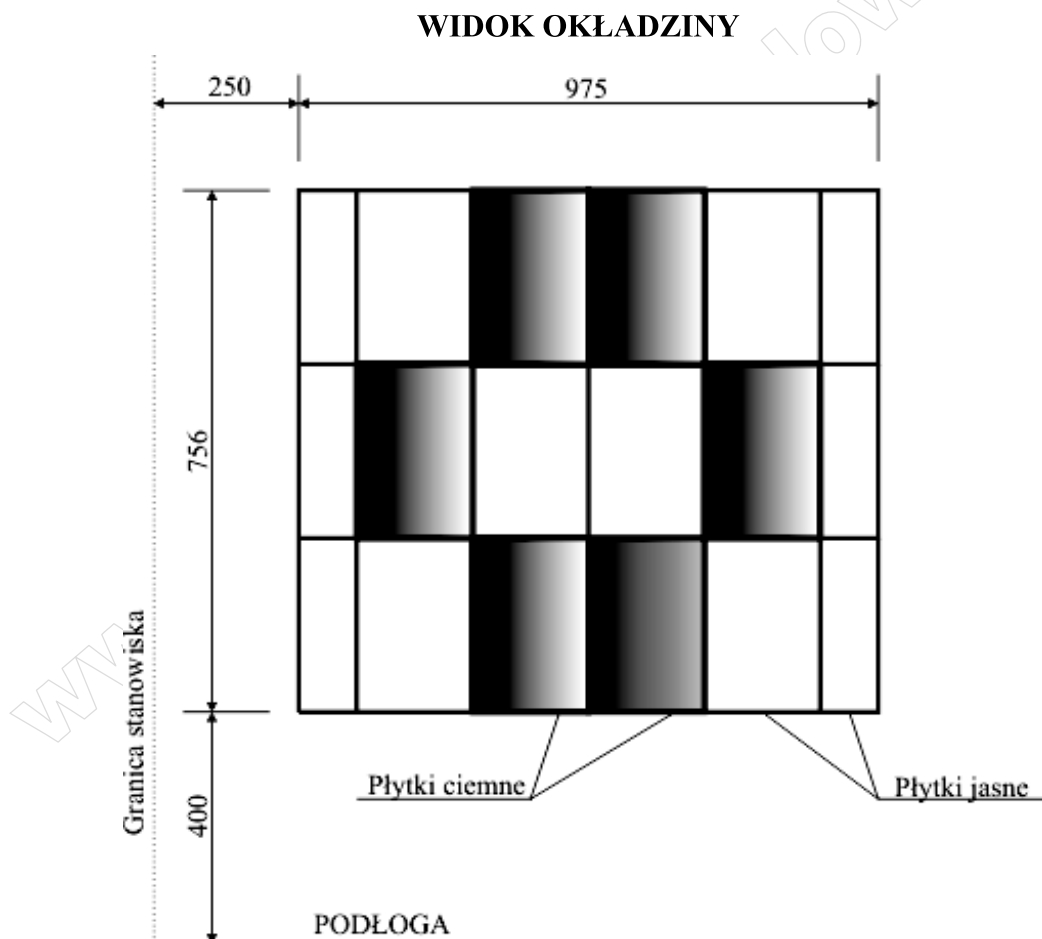 WIDOK OKŁADZINY
250
975
756
Granica stanowiska
400
Płytki ciemne
Płytki jasne
PODŁOGA